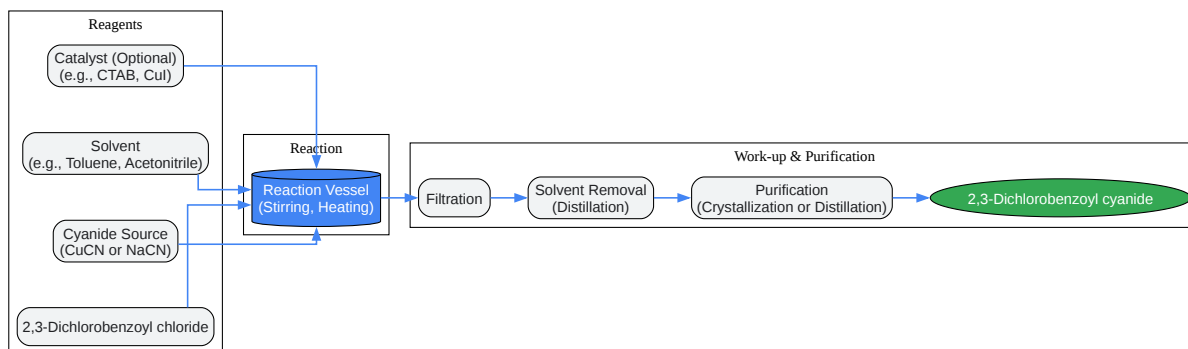 Reagents
Catalyst (Optional)
(e.g., CTAB, CuI)
Solvent
(e.g., Toluene, Acetonitrile)
Cyanide Source
(CuCN or NaCN)
2,3-Dichlorobenzoyl chloride
Reaction
Reaction Vessel
(Stirring, Heating)
Work-up & Purification
Filtration
Solvent Removal
(Distillation)
Purification
(Crystallization or Distillation)
2,3-Dichlorobenzoyl cyanide